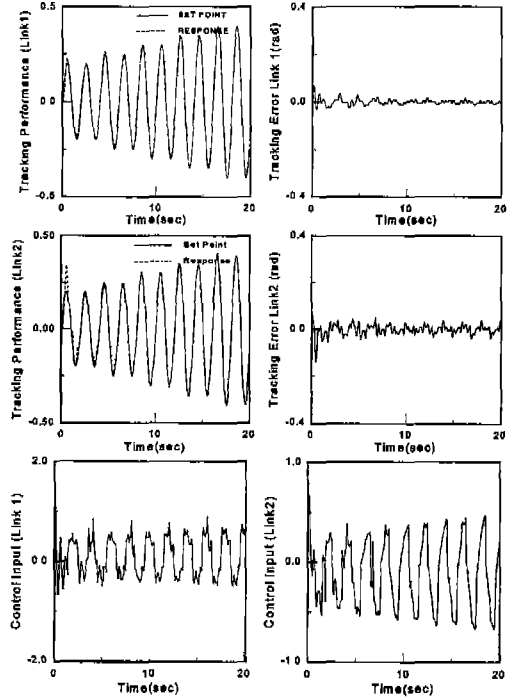 0.5
Tracking Performance (Link1)
SET POINT
RESPONSE
0.0
-0.5
0
10
20
Time(sec)
0.4
Tracking Error Link 1(rad)
0.0
-0.4
0
10
20
Time(sec)
0.50
Tracking Performance (Link2)
Set Point
Response
0.00
-0.50
0
10
20
Time(sec)
0.4
Tracking Error Link2 (rad)
0.0
-0.4
0
10
20
Time(sec)
2.0
Control Input (Link 1)
0.0
-2.0
0
10
20
Time(sec)
1.0
Control Input (Link2)
0.0
-1.0
0
10
20
Time(sec)